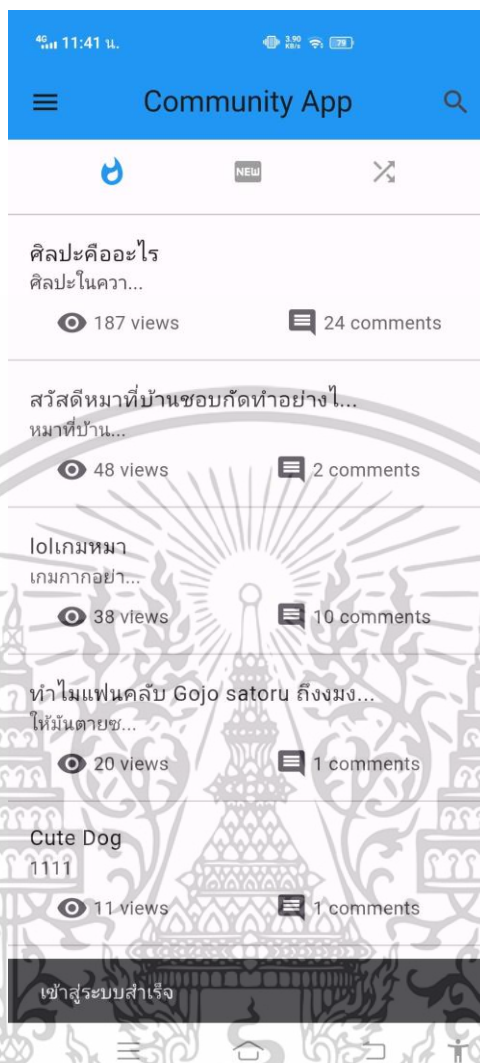 4G 11:41 น. 3.90 KB/s 79
Community App
NEW
ศิลปะคืออะไร
ศิลปะในควา...
187 views 24 comments
สวัสดีหมาที่บ้านชอบกัดทำอย่างไ...
หมาที่บ้าน...
48 views 2 comments
lolเกมหมา
เกมกากอย่า...
38 views 10 comments
ทำไมแฟนคลับ Gojo satoru ถึงงมง...
ให้มันตายซ...
20 views 1 comments
Cute Dog
1111
11 views 1 comments
เข้าสู่ระบบสำเร็จ